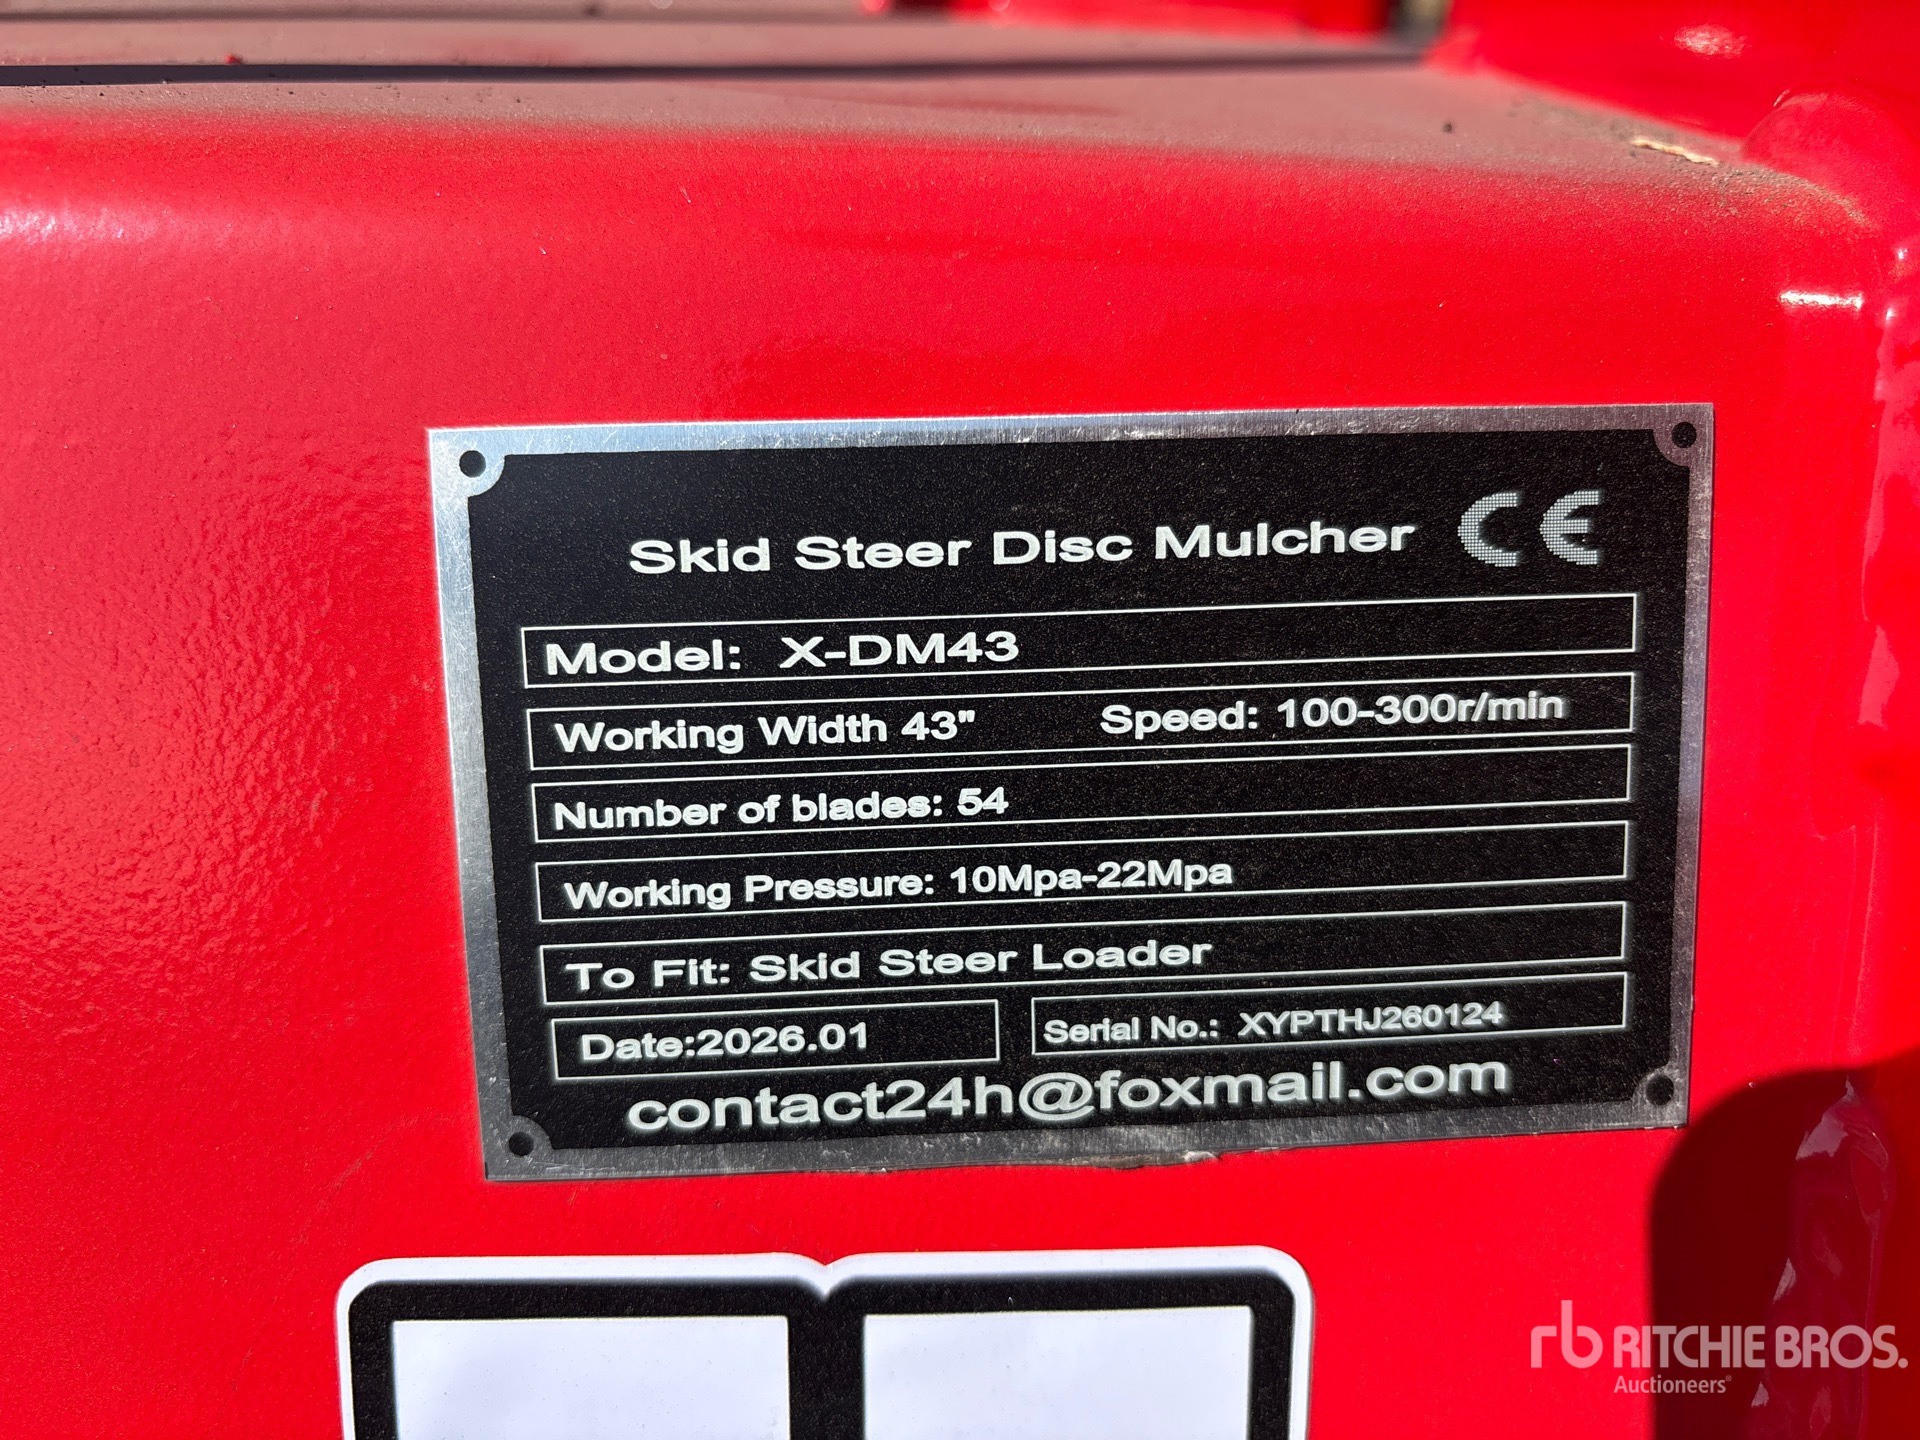 Skid Steer Disc Mulcher CE
Model: X-DM43
Working Width 43" Speed: 100-300r/min
Number of blades: 54
Working Pressure: 10Mpa-22Mpa
To Fit: Skid Steer Loader
Date:2026.01 Serial No.: XYPTHJ260124
contact24h@foxmail.com
rb RITCHIE BROS.
Auctioneers